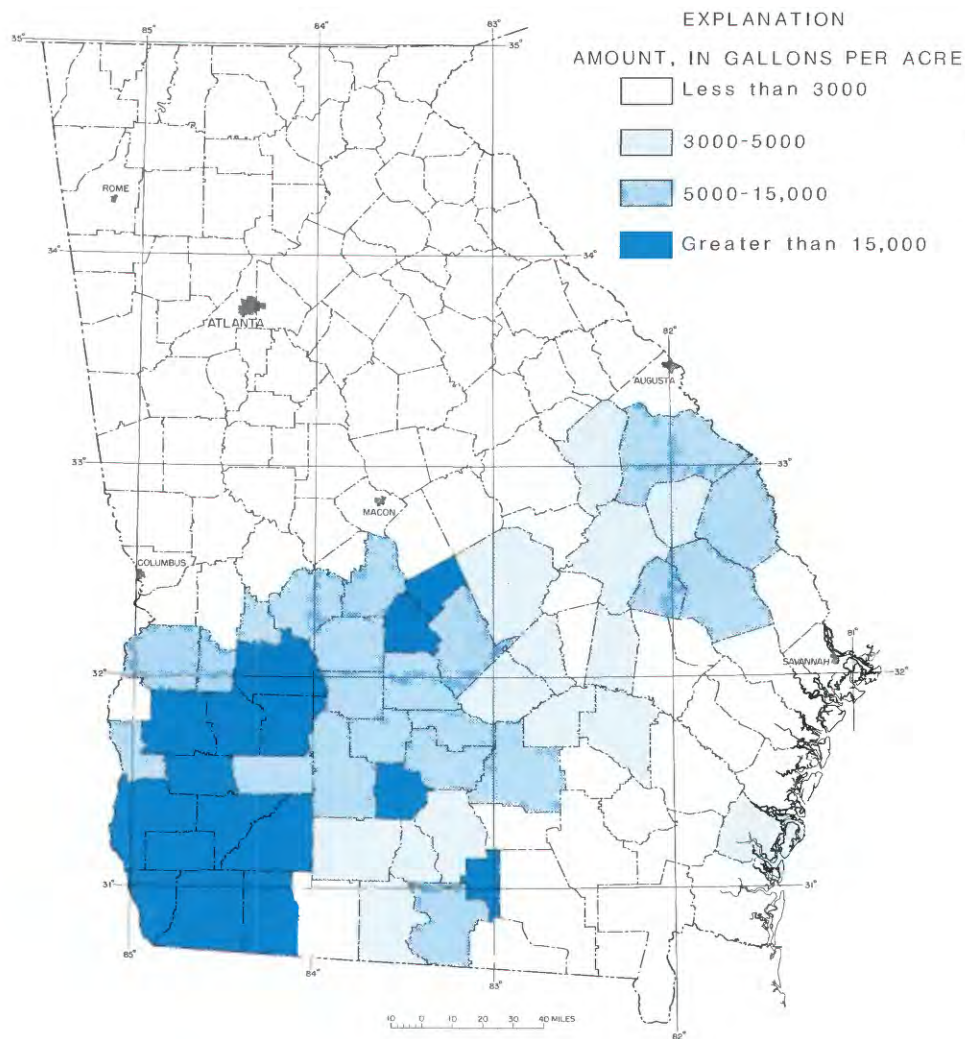 EXPLANATION
AMOUNT, IN GALLONS PER ACRE
Less than 3000
3000-5000
5000-15,000
Greater than 15,000
35°
85°
84°
83°
35°
ROME
34°
34°
ATLANTA
82°
AUGUSTA
33°
33°
MACON
COLUMBUS
81°
SAVANNAH
32°
32°
31°
31°
85°
84°
83°
82°
10 0 10 20 40 MILES